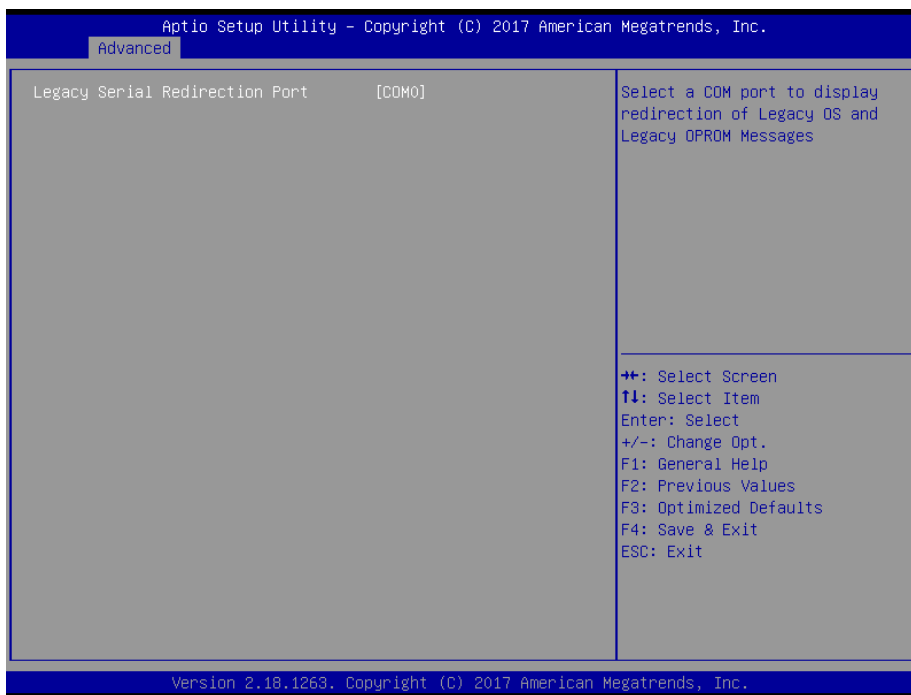 Aptio Setup Utility – Copyright (C) 2017 American Megatrends, Inc.
Advanced
Legacy Serial Redirection Port [COM0]
Select a COM port to display
redirection of Legacy OS and
Legacy OPROM Messages
→←: Select Screen
↑↓: Select Item
Enter: Select
+/-: Change Opt.
F1: General Help
F2: Previous Values
F3: Optimized Defaults
F4: Save & Exit
ESC: Exit
Version 2.18.1263. Copyright (C) 2017 American Megatrends, Inc.